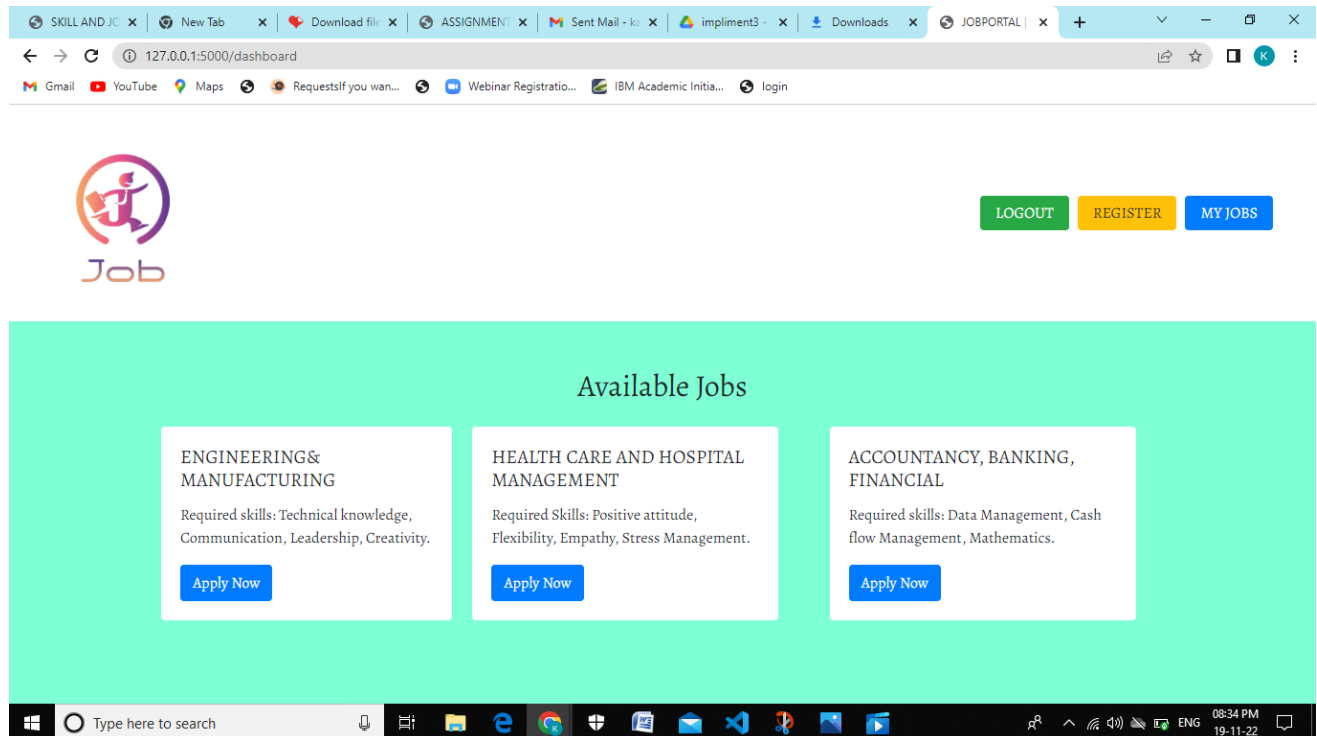 SKILL AND JO
New Tab
Download file
ASSIGNMENT
Sent Mail - ka
impliment3 -
Downloads
JOBPORTAL |
127.0.0.1:5000/dashboard
K
Gmail
YouTube
Maps
RequestsIf you wan...
Webinar Registratio...
IBM Academic Initia...
login
Job
LOGOUT
REGISTER
MY JOBS
Available Jobs
ENGINEERING&
MANUFACTURING
Required skills: Technical knowledge,
Communication, Leadership, Creativity.
Apply Now
HEALTH CARE AND HOSPITAL
MANAGEMENT
Required Skills: Positive attitude,
Flexibility, Empathy, Stress Management.
Apply Now
ACCOUNTANCY, BANKING,
FINANCIAL
Required skills: Data Management, Cash
flow Management, Mathematics.
Apply Now
Type here to search
ENG
08:34 PM
19-11-22